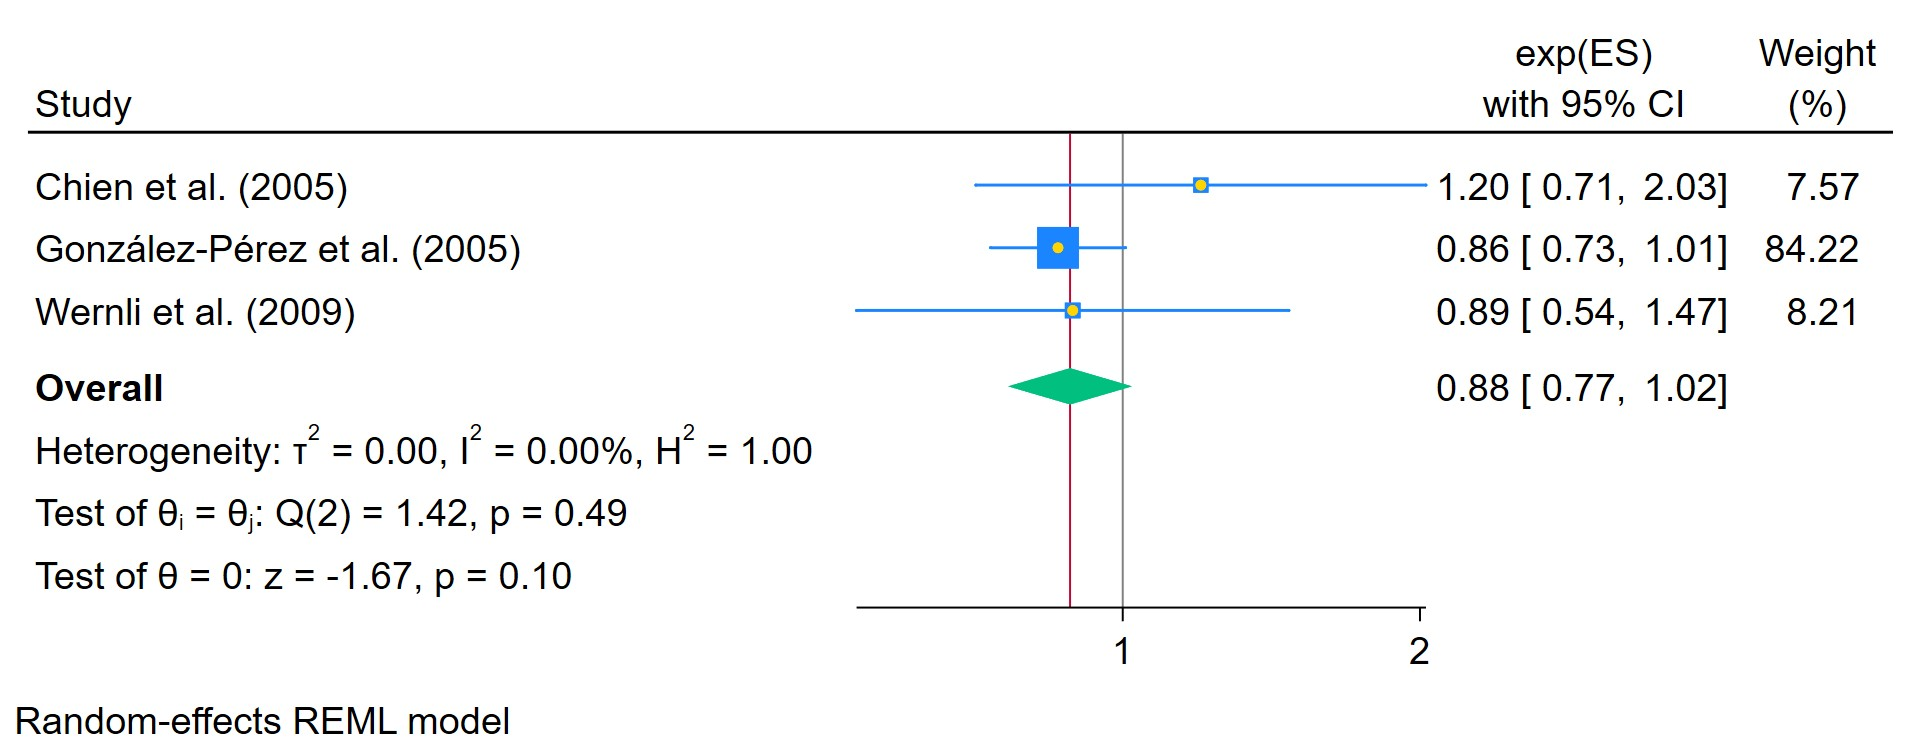 exp(ES) Weight
Study with 95% CI (%)
Chien et al. (2005) 1.20 [ 0.71, 2.03] 7.57
González-Pérez et al. (2005) 0.86 [ 0.73, 1.01] 84.22
Wernli et al. (2009) 0.89 [ 0.54, 1.47] 8.21
Overall 0.88 [ 0.77, 1.02]
Heterogeneity: τ² = 0.00, I² = 0.00%, H² = 1.00
Test of θᵢ = θⱼ: Q(2) = 1.42, p = 0.49
Test of θ = 0: z = -1.67, p = 0.10
1 2
Random-effects REML model